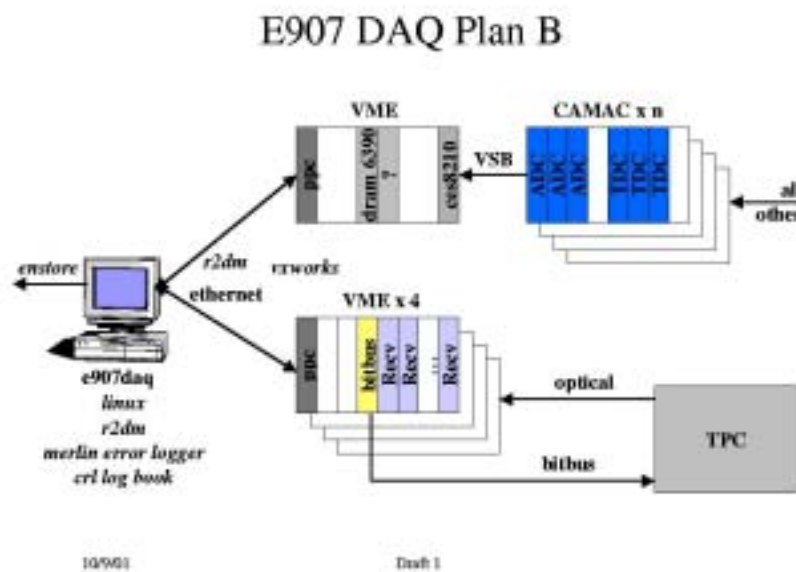 E907 DAQ Plan B
VME
CAMAC x n
ppc
dram 6390
?
ces8210
VSB
ADC
ADC
ADC
TDC
TDC
TDC
al
other
enstore
r2dm
vxworks
ethernet
VME x 4
ppc
bitbus
Recv
Recv
...
Recv
optical
TPC
bitbus
e907daq
linux
r2dm
merlin error logger
crl log book
10/9/01
Draft 1